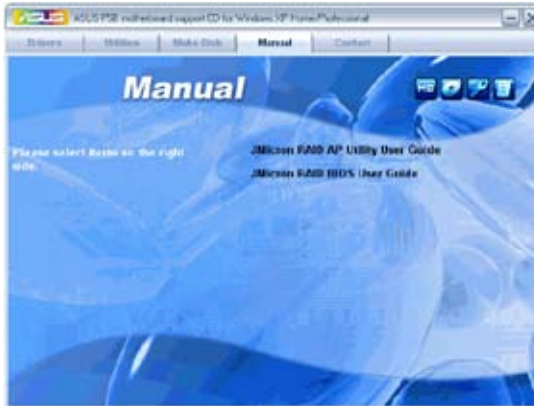 ASUS P5B motherboard support CD for Windows XP Home/Professional
Drivers Utilities Make Disk Manual Contact
Manual
Please select items on the right
side.
JMicron RAID AP Utility User Guide
JMicron RAID BIOS User Guide